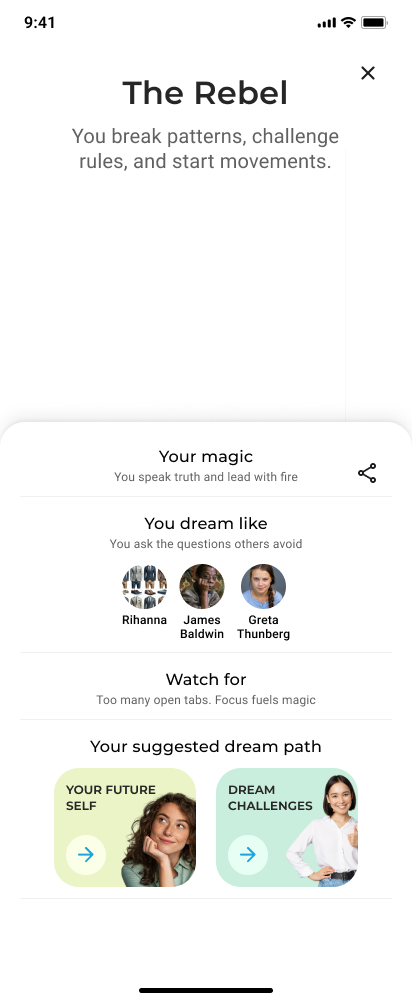 9:41
The Rebel
You break patterns, challenge
rules, and start movements.
Your magic
You speak truth and lead with fire
You dream like
You ask the questions others avoid
Rihanna
James
Baldwin
Greta
Thunberg
Watch for
Too many open tabs. Focus fuels magic
Your suggested dream path
YOUR FUTURE
SELF
DREAM
CHALLENGES